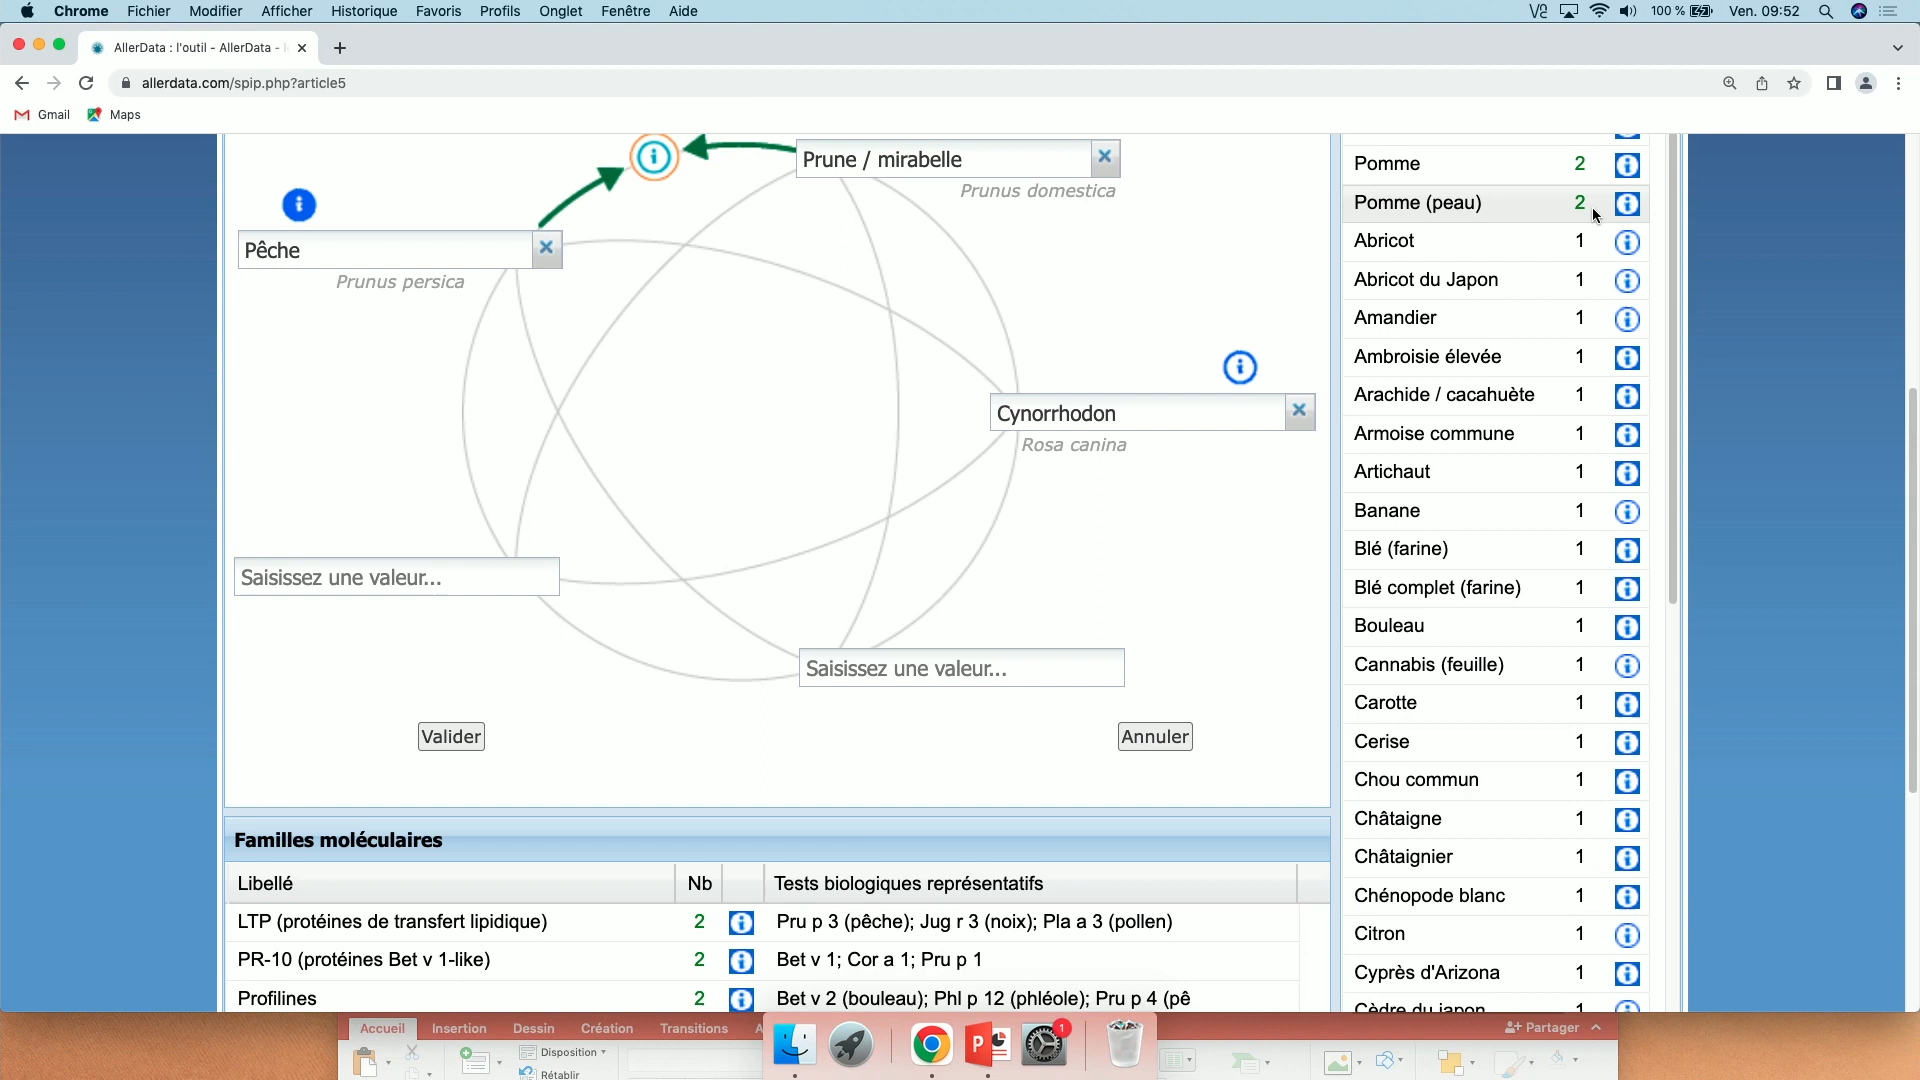 Chrome Fichier Modifier Afficher Historique Favoris Profils Onglet Fenêtre Aide 100 % Ven. 09:52
AllerData : l'outil - AllerData -
allerdata.com/spip.php?article5
Gmail Maps
Prune / mirabelle
Prunus domestica
Pêche
Prunus persica
Cynorrhodon
Rosa canina
Saisissez une valeur...
Saisissez une valeur...
Valider Annuler
Pomme 2
Pomme (peau) 2
Abricot 1
Abricot du Japon 1
Amandier 1
Ambroisie élevée 1
Arachide / cacahuète 1
Armoise commune 1
Artichaut 1
Banane 1
Blé (farine) 1
Blé complet (farine) 1
Bouleau 1
Cannabis (feuille) 1
Carotte 1
Cerise 1
Chou commun 1
Châtaigne 1
Châtaignier 1
Chénopode blanc 1
Citron 1
Cyprès d'Arizona 1
Cèdre du japon 1
Familles moléculaires
Libellé Nb Tests biologiques représentatifs
LTP (protéines de transfert lipidique) 2 Pru p 3 (pêche); Jug r 3 (noix); Pla a 3 (pollen)
PR-10 (protéines Bet v 1-like) 2 Bet v 1; Cor a 1; Pru p 1
Profilines 2 Bet v 2 (bouleau); Phl p 12 (phléole); Pru p 4 (pê
Accueil Insertion Dessin Création Transitions A Partager
Disposition
Rétablir
1